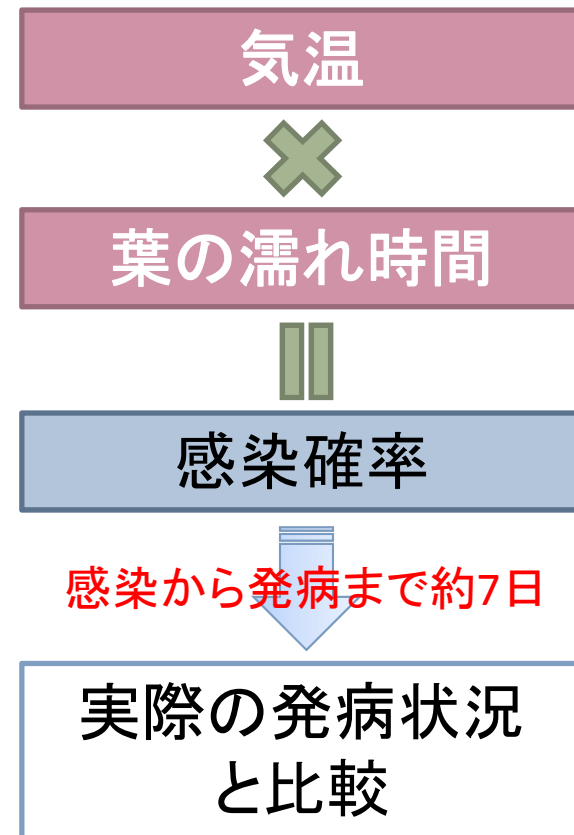 気温
葉の濡れ時間
感染確率
感染から発病まで約7日
実際の発病状況
と比較